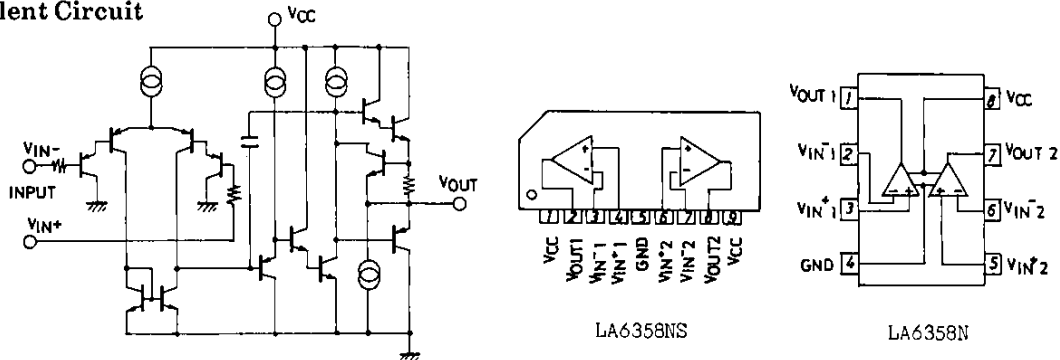 lent Circuit
VCC
VIN-
INPUT
VIN+
VOUT
1 2 3 4 5 6 7 8 9
VCC
VOUT1
VIN-1
VIN+1
GND
VIN+2
VIN-2
VOUT2
VCC
LA6358NS
VOUT 1 1
8 VCC
VIN-1 2
7 VOUT 2
VIN+1 3
6 VIN-2
GND 4
5 VIN+2
LA6358N